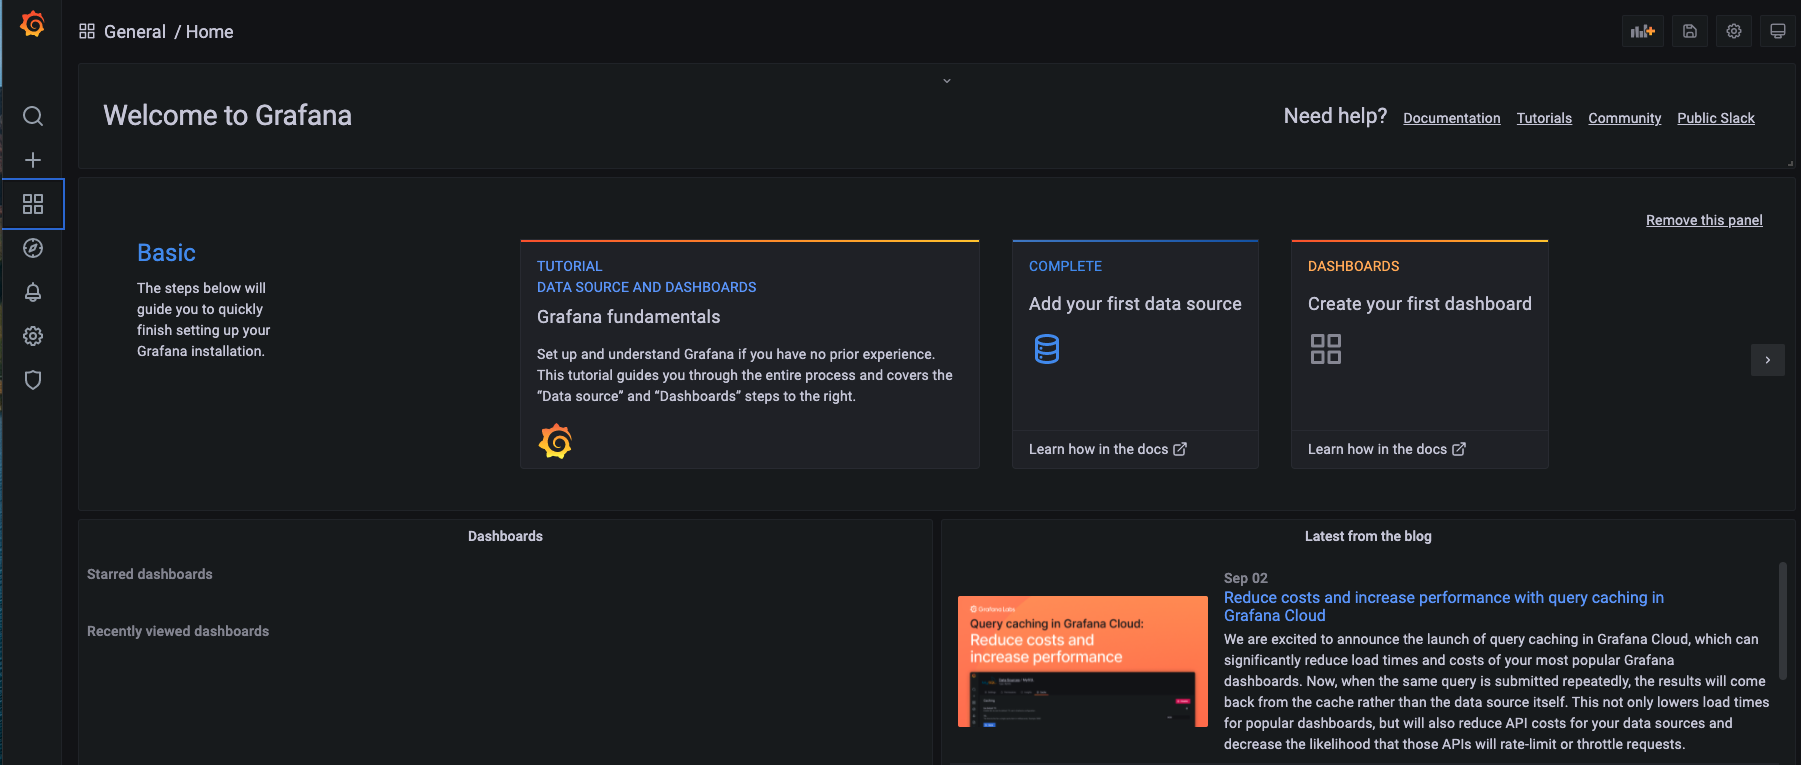 General / Home
Welcome to Grafana
Need help? Documentation Tutorials Community Public Slack
Remove this panel
Basic
The steps below will
guide you to quickly
finish setting up your
Grafana installation.
TUTORIAL
DATA SOURCE AND DASHBOARDS
Grafana fundamentals
Set up and understand Grafana if you have no prior experience.
This tutorial guides you through the entire process and covers the
“Data source” and “Dashboards” steps to the right.
COMPLETE
Add your first data source
Learn how in the docs
DASHBOARDS
Create your first dashboard
Learn how in the docs
Dashboards
Starred dashboards
Recently viewed dashboards
Latest from the blog
Grafana Labs
Query caching in Grafana Cloud:
Reduce costs and
increase performance
Sep 02
Reduce costs and increase performance with query caching in
Grafana Cloud
We are excited to announce the launch of query caching in Grafana Cloud, which can
significantly reduce load times and costs of your most popular Grafana
dashboards. Now, when the same query is submitted repeatedly, the results will come
back from the cache rather than the data source itself. This not only lowers load times
for popular dashboards, but will also reduce API costs for your data sources and
decrease the likelihood that those APIs will rate-limit or throttle requests.